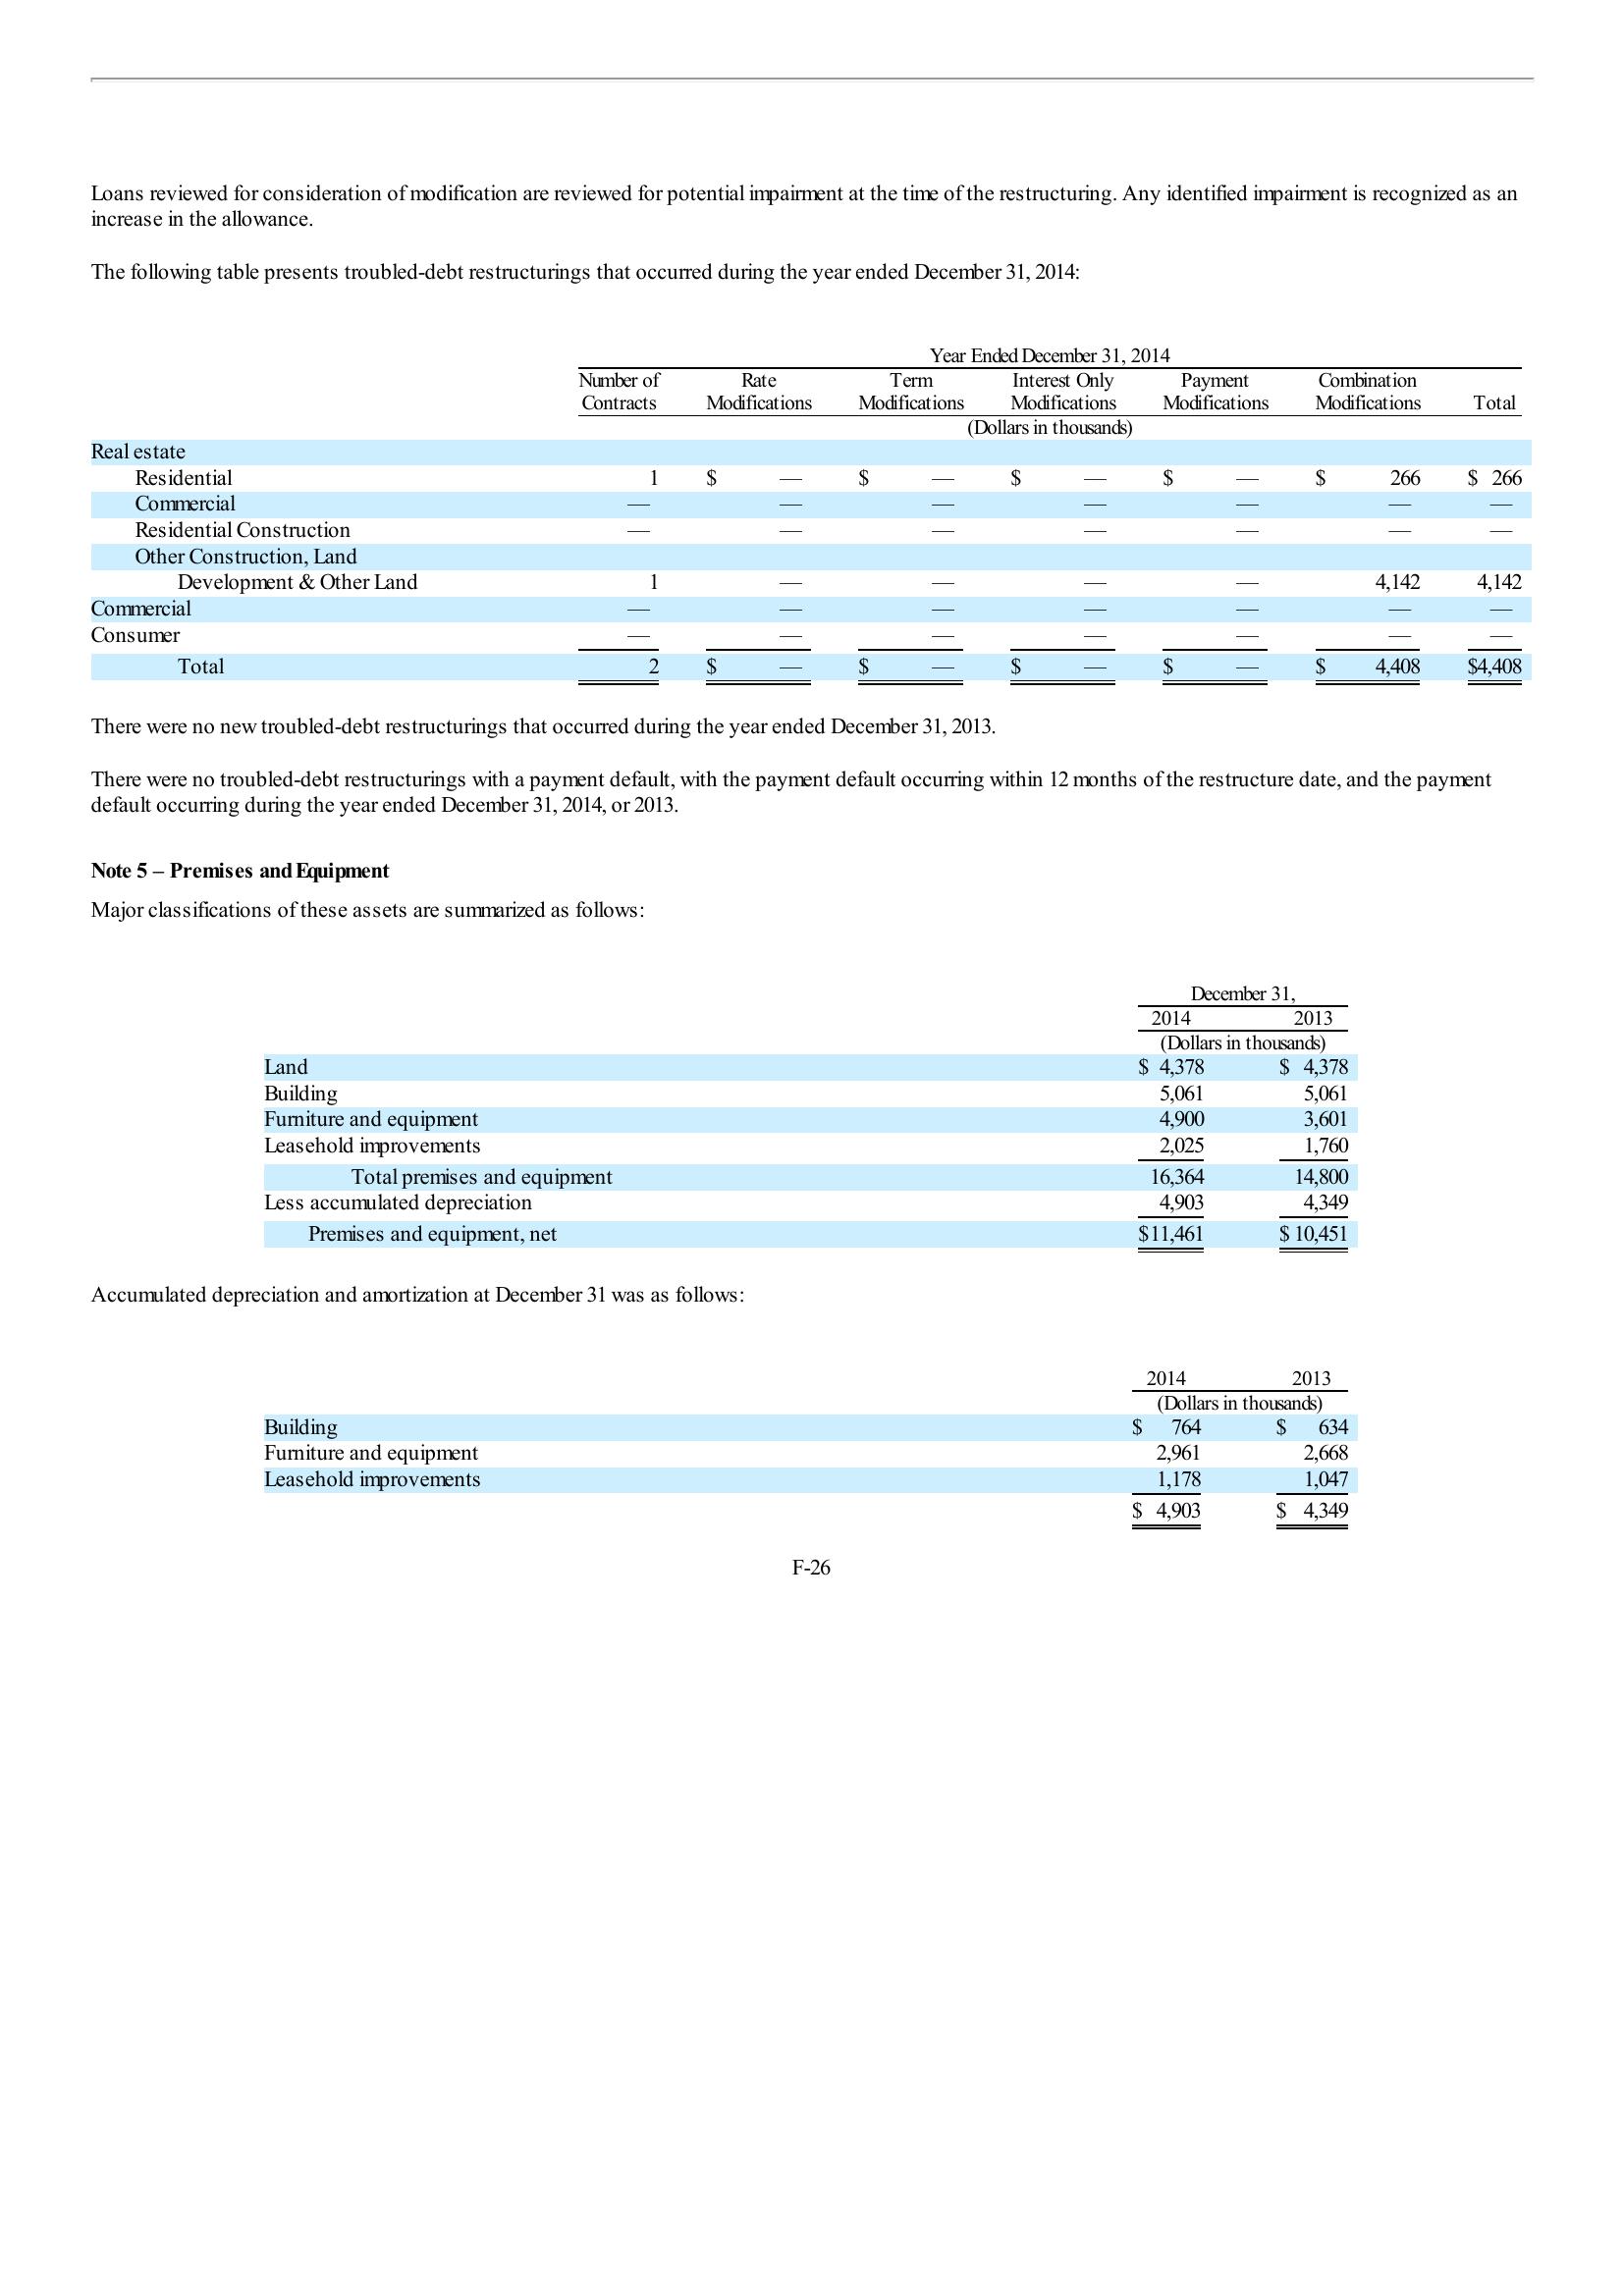 Loans reviewed for consideration of modification are reviewed for potential impairment at the time of the restructuring. Any identified impairment is recognized as an
increase in the allowance.
The following table presents troubled-debt restructurings that occurred during the year ended December 31, 2014:
Year Ended December 31, 2014
Number of Contracts Rate Modifications Term Modifications Interest Only Modifications Payment Modifications Combination Modifications Total
(Dollars in thousands)
Real estate
Residential 1 $ — $ — $ — $ — $ 266 $ 266
Commercial — — — — — — —
Residential Construction — — — — — — —
Other Construction, Land
Development & Other Land 1 — — — — 4,142 4,142
Commercial — — — — — — —
Consumer — — — — — — —
Total 2 $ — $ — $ — $ — $ 4,408 $4,408
There were no new troubled-debt restructurings that occurred during the year ended December 31, 2013.
There were no troubled-debt restructurings with a payment default, with the payment default occurring within 12 months of the restructure date, and the payment
default occurring during the year ended December 31, 2014, or 2013.
Note 5 – Premises and Equipment
Major classifications of these assets are summarized as follows:
December 31,
2014 2013
(Dollars in thousands)
Land $ 4,378 $ 4,378
Building 5,061 5,061
Furniture and equipment 4,900 3,601
Leasehold improvements 2,025 1,760
Total premises and equipment 16,364 14,800
Less accumulated depreciation 4,903 4,349
Premises and equipment, net $11,461 $ 10,451
Accumulated depreciation and amortization at December 31 was as follows:
2014 2013
(Dollars in thousands)
Building $ 764 $ 634
Furniture and equipment 2,961 2,668
Leasehold improvements 1,178 1,047
$ 4,903 $ 4,349
F-26